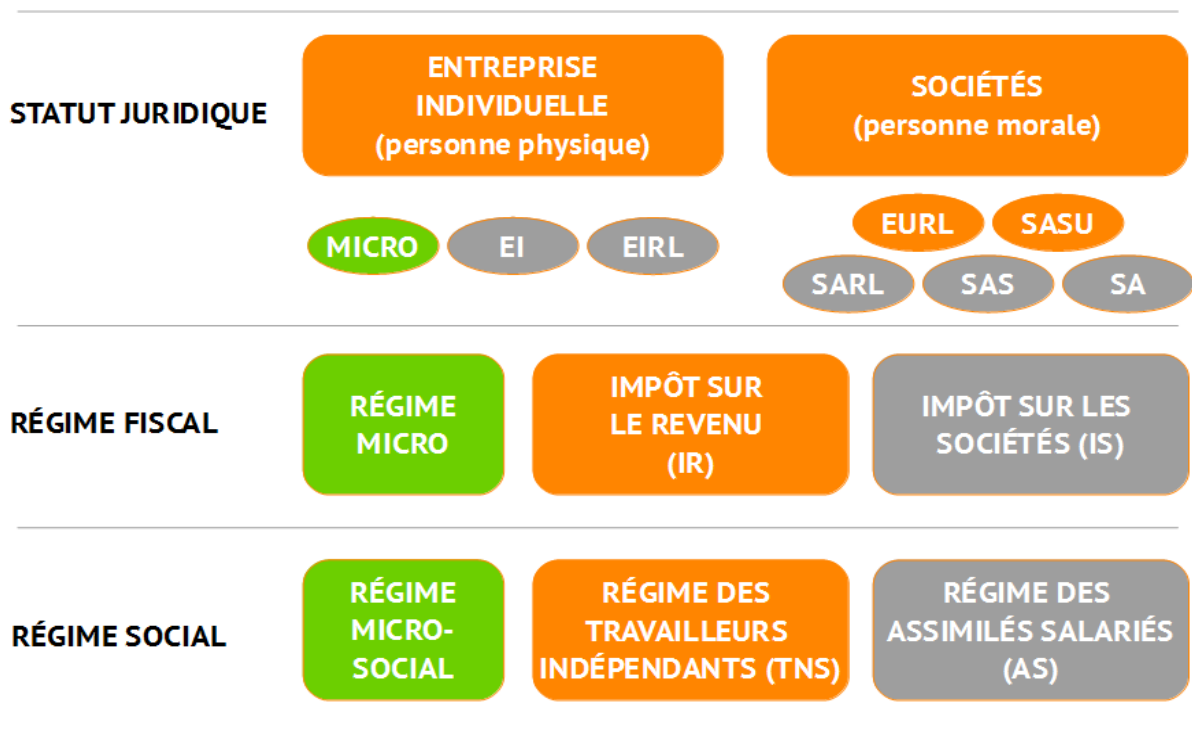 STATUT JURIDIQUE
ENTREPRISE
INDIVIDUELLE
(personne physique)
SOCIÉTÉS
(personne morale)
MICRO
EI
EIRL
EURL
SASU
SARL
SAS
SA
RÉGIME FISCAL
RÉGIME
MICRO
IMPÔT SUR
LE REVENU
(IR)
IMPÔT SUR LES
SOCIÉTÉS (IS)
RÉGIME SOCIAL
RÉGIME
MICRO-
SOCIAL
RÉGIME DES
TRAVAILLEURS
INDÉPENDANTS (TNS)
RÉGIME DES
ASSIMILÉS SALARIÉS
(AS)